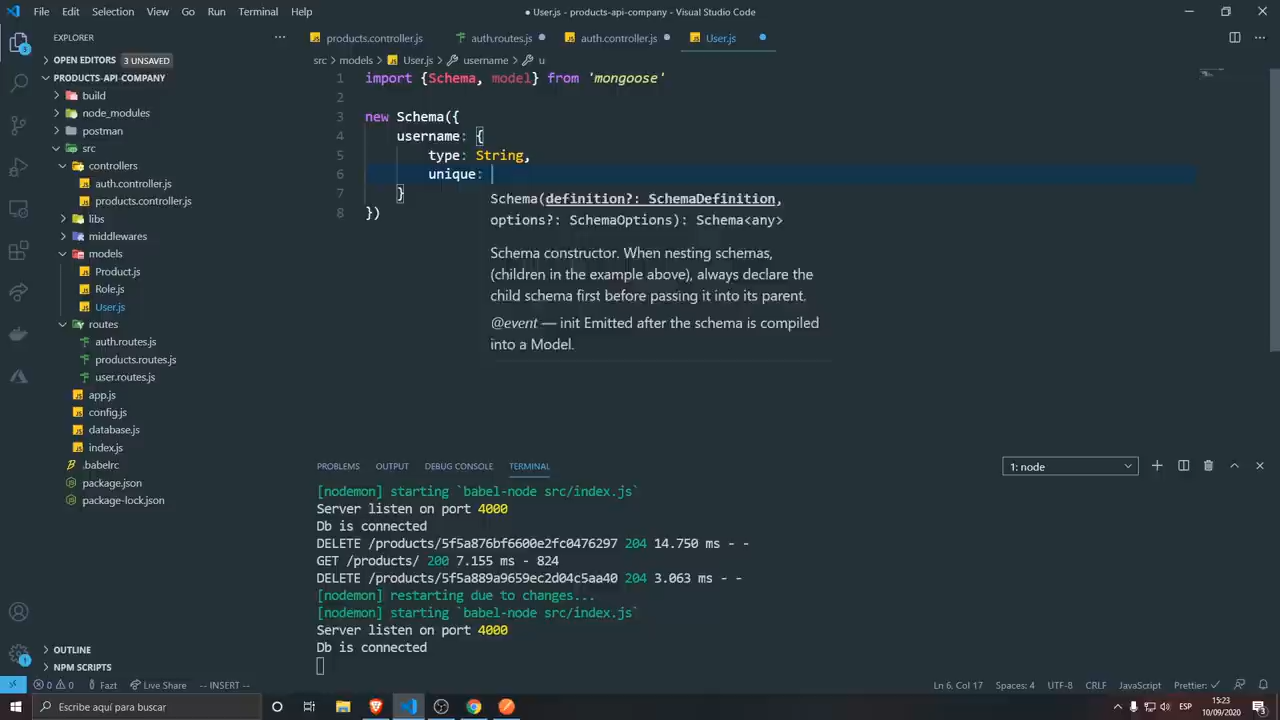 File Edit Selection View Go Run Terminal Help
● User.js - products-api-company - Visual Studio Code
EXPLORER
OPEN EDITORS 3 UNSAVED
PRODUCTS-API-COMPANY
build
node_modules
postman
src
controllers
auth.controller.js
products.controller.js
libs
middlewares
models
Product.js
Role.js
User.js
routes
auth.routes.js
products.routes.js
user.routes.js
app.js
config.js
database.js
index.js
.babelrc
package.json
package-lock.json
OUTLINE
NPM SCRIPTS
products.controller.js auth.routes.js auth.controller.js User.js
src > models > User.js > username > u
1 import {Schema, model} from 'mongoose'
2
3 new Schema({
4 username: {
5 type: String,
6 unique:
7 }
8 })
Schema(definition?: SchemaDefinition,
options?: SchemaOptions): Schema<any>
Schema constructor. When nesting schemas,
(children in the example above), always declare the
child schema first before passing it into its parent.
@event — init Emitted after the schema is compiled
into a Model.
PROBLEMS OUTPUT DEBUG CONSOLE TERMINAL
1: node
[nodemon] starting `babel-node src/index.js`
Server listen on port 4000
Db is connected
DELETE /products/5f5a876bf6600e2fc0476297 204 14.750 ms - -
GET /products/ 200 7.155 ms - 824
DELETE /products/5f5a889a9659ec2d04c5aa40 204 3.063 ms - -
[nodemon] restarting due to changes...
[nodemon] starting `babel-node src/index.js`
Server listen on port 4000
Db is connected
0 0 Fazt Live Share -- INSERT --
Ln 6, Col 17 Spaces: 4 UTF-8 CRLF JavaScript Prettier: ✓
Escribe aquí para buscar
ESP
15:23
10/09/2020